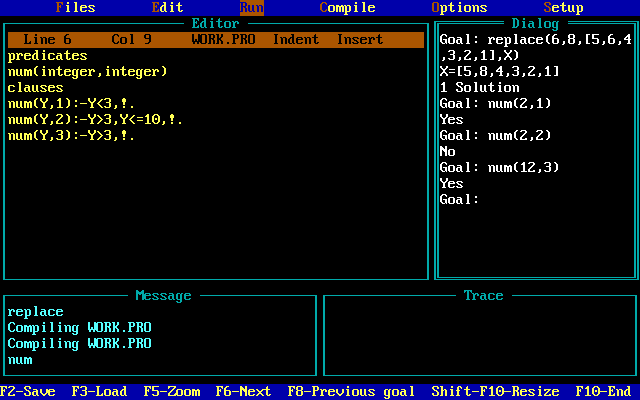 Files Edit Run Compile Options Setup
Editor
Line 6 Col 9 WORK.PRO Indent Insert
predicates
num(integer,integer)
clauses
num(Y,1):-Y<3,!.
num(Y,2):-Y>3,Y<=10,!.
num(Y,3):-Y>3,!.
Dialog
Goal: replace(6,8,[5,6,4
,3,2,1],X)
X=[5,8,4,3,2,1]
1 Solution
Goal: num(2,1)
Yes
Goal: num(2,2)
No
Goal: num(12,3)
Yes
Goal:
Message
replace
Compiling WORK.PRO
Compiling WORK.PRO
num
Trace
F2-Save F3-Load F5-Zoom F6-Next F8-Previous goal Shift-F10-Resize F10-End